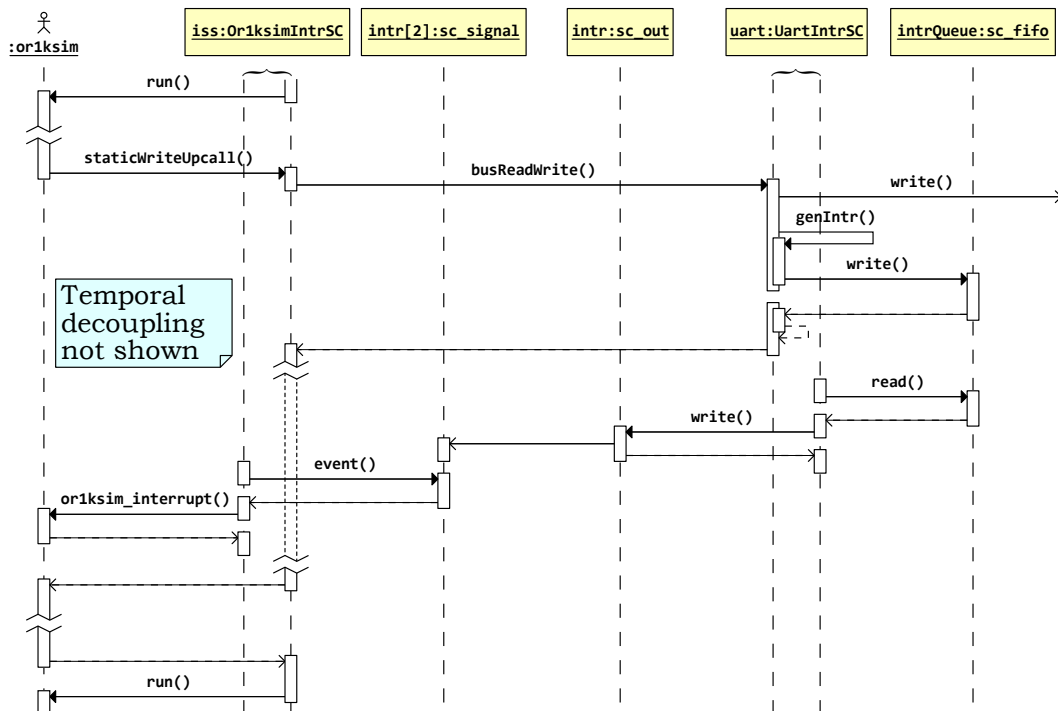 :or1ksim
iss:Or1ksimIntrSC
intr[2]:sc_signal
intr:sc_out
uart:UartIntrSC
intrQueue:sc_fifo
run()
staticWriteUpcall()
busReadWrite()
write()
genIntr()
write()
Temporal
decoupling
not shown
read()
write()
event()
or1ksim_interrupt()
run()